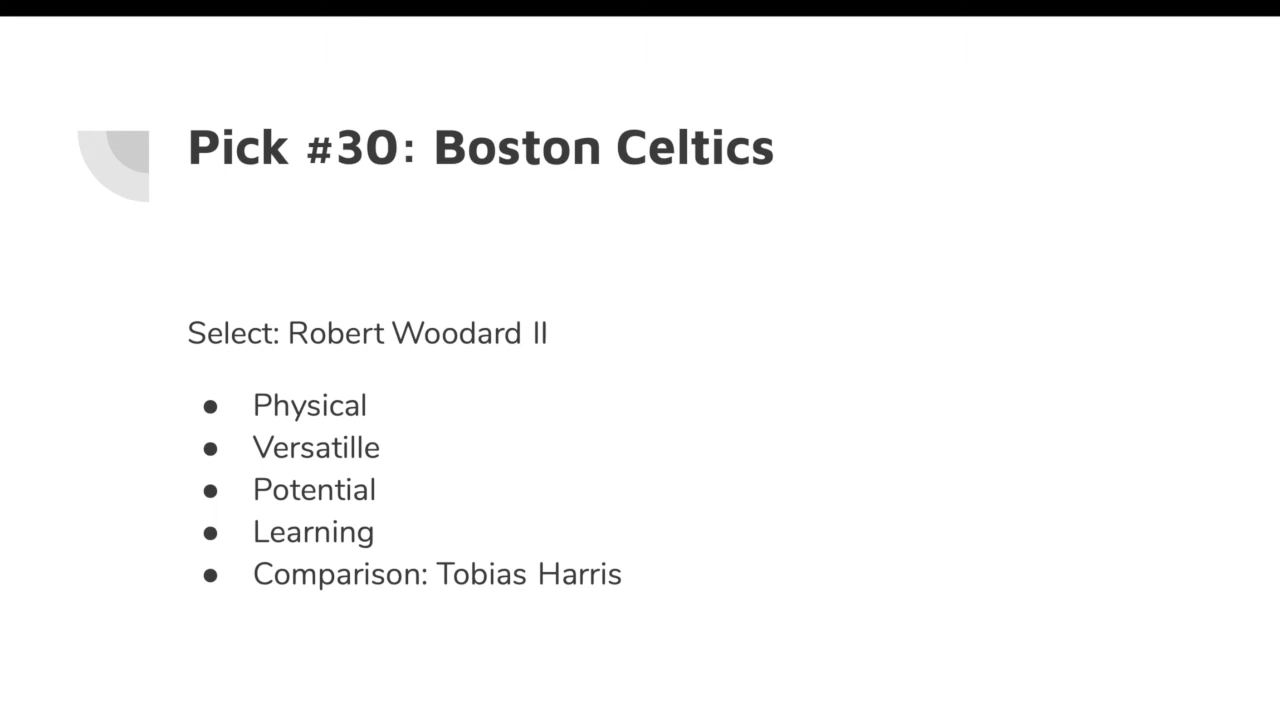 Pick #30: Boston Celtics
Select: Robert Woodard II
● Physical
● Versatille
● Potential
● Learning
● Comparison: Tobias Harris